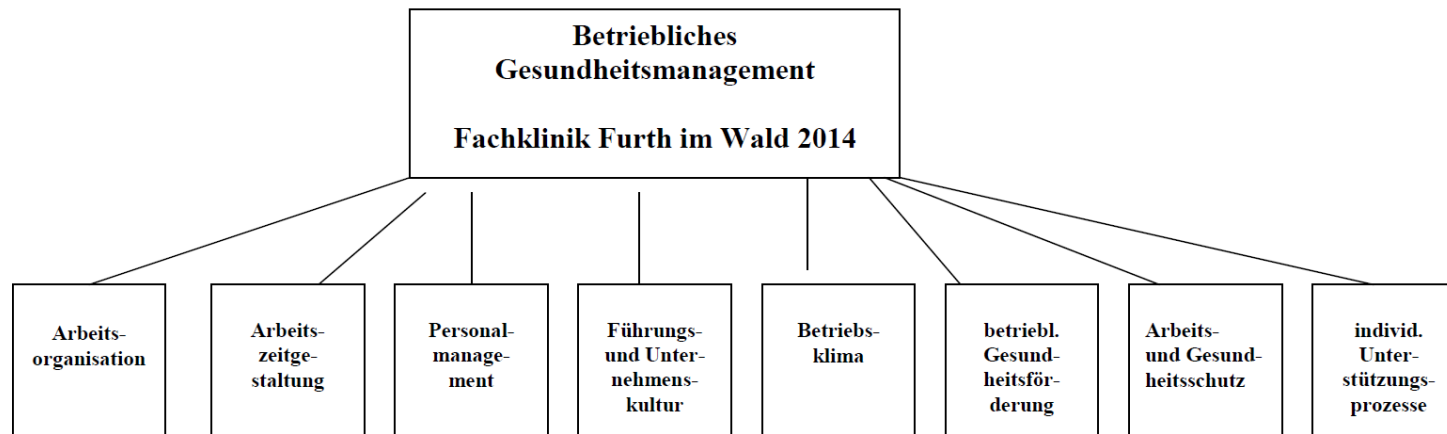 Betriebliches
Gesundheitsmanagement
Fachklinik Furth im Wald 2014
Arbeits-
organisation
Arbeits-
zeitge-
staltung
Personal-
manage-
ment
Führungs-
und Unter-
nehmens-
kultur
Betriebs-
klima
betriebl.
Gesund-
heitsför-
derung
Arbeits-
und Gesund-
heitsschutz
individ.
Unter-
stützungs-
prozesse